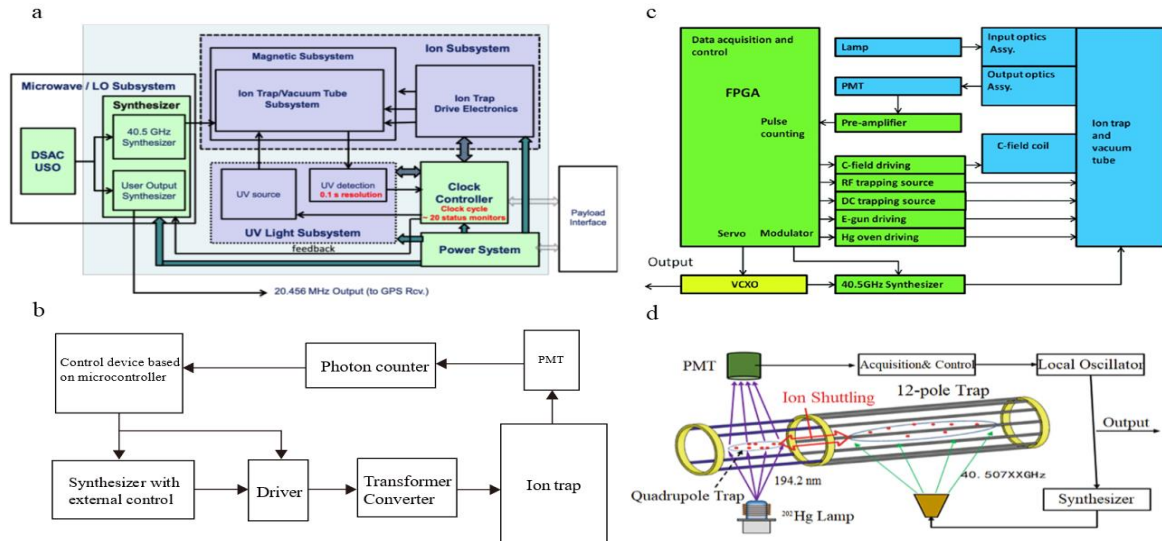 a
Ion Subsystem
Magnetic Subsystem
Microwave / LO Subsystem
Synthesizer
Ion Trap/Vacuum Tube
Subsystem
Ion Trap
Drive Electronics
40.5 GHz
Synthesizer
DSAC
USO
User Output
Synthesizer
UV source
UV detection
0.1 s resolution
Clock
Controller
Clock cycle
~ 20 status monitors
Payload
Interface
UV Light Subsystem
feedback
Power System
20.456 MHz Output (to GPS Rcv.)
b
Control device based
on microcontroller
Photon counter
PMT
Synthesizer with
external control
Driver
Transformer
Converter
Ion trap
c
Data acquisition and
control
FPGA
Pulse
counting
Servo
Modulator
Lamp
PMT
Pre-amplifier
C-field driving
RF trapping source
DC trapping source
E-gun driving
Hg oven driving
Input optics
Assy.
Output optics
Assy.
C-field coil
Ion trap
and
vacuum
tube
Output
VCXO
40.5GHz Synthesizer
d
PMT
Acquisition& Control
Local Oscillator
Ion Shuttling
12-pole Trap
Output
Quadrupole Trap
194.2 nm
40.507XXGHz
Synthesizer
²⁰²Hg Lamp